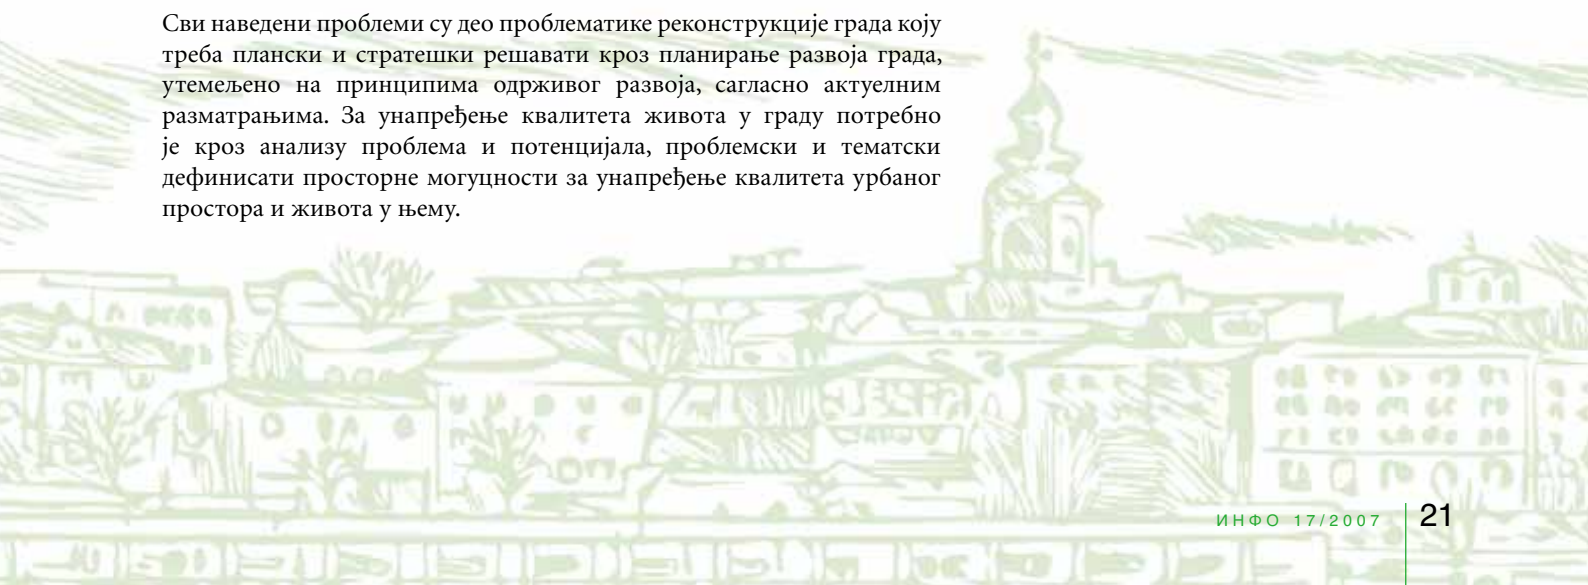 Сви наведени проблеми су део проблематике реконструкције града коју
треба плански и стратешки решавати кроз планирање развоја града,
утемељено на принципима одрживог развоја, сагласно актуелним
разматрањима. За унапређење квалитета живота у граду потребно
је кроз анализу проблема и потенцијала, проблемски и тематски
дефинисати просторне могуцности за унапређење квалитета урбаног
простора и живота у њему.
ИНФО 17/2007
21